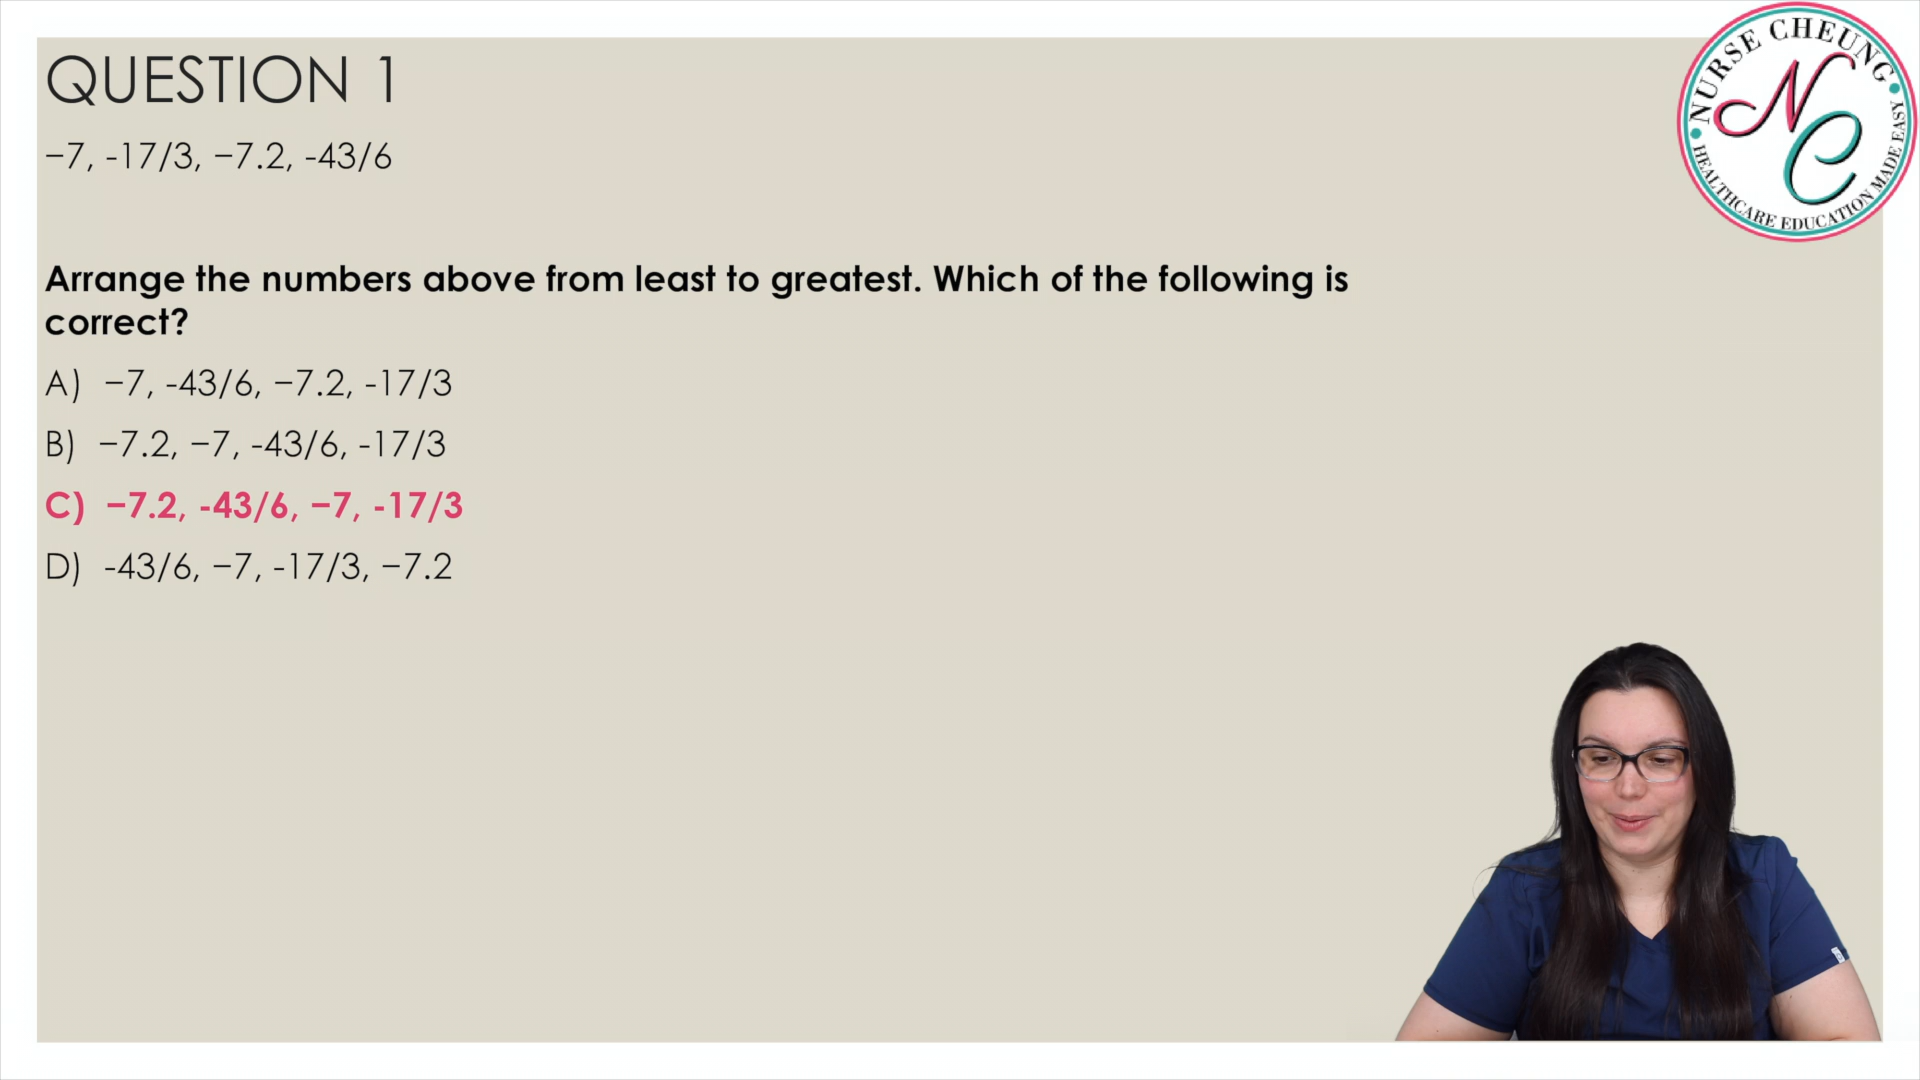 QUESTION 1
−7, -17/3, −7.2, -43/6
Arrange the numbers above from least to greatest. Which of the following is
correct?
A) −7, -43/6, −7.2, -17/3
B) −7.2, −7, -43/6, -17/3
C) −7.2, -43/6, −7, -17/3
D) -43/6, −7, -17/3, −7.2
NURSE CHEUNG
NC
HEALTHCARE EDUCATION MADE EASY